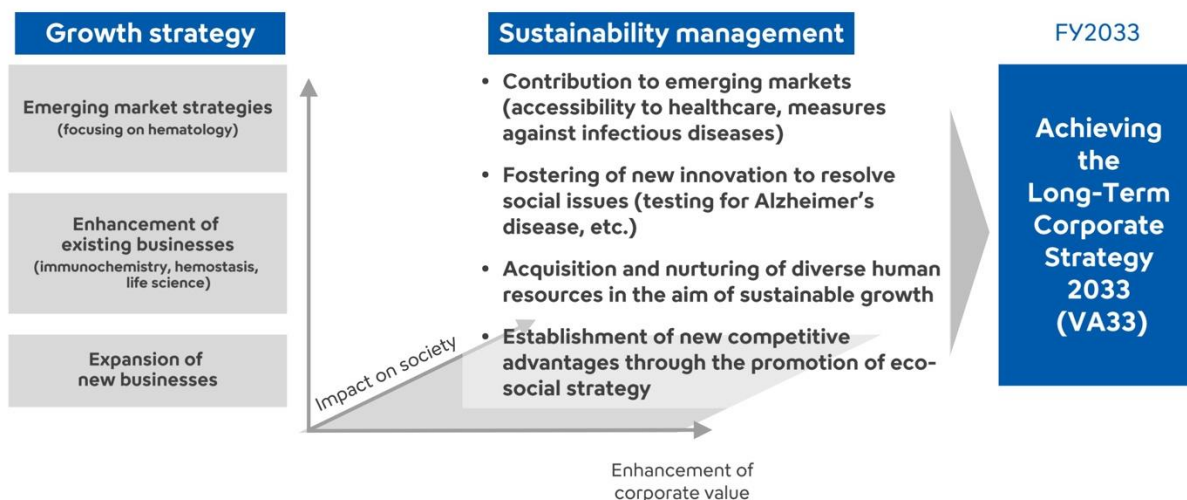 Growth strategy
Emerging market strategies
(focusing on hematology)
Enhancement of
existing businesses
(immunochemistry, hemostasis,
life science)
Expansion of
new businesses
Impact on society
Enhancement of
corporate value
Sustainability management
• Contribution to emerging markets
(accessibility to healthcare, measures
against infectious diseases)
• Fostering of new innovation to resolve
social issues (testing for Alzheimer's
disease, etc.)
• Acquisition and nurturing of diverse human
resources in the aim of sustainable growth
• Establishment of new competitive
advantages through the promotion of eco-
social strategy
FY2033
Achieving
the
Long-Term
Corporate
Strategy
2033
(VA33)